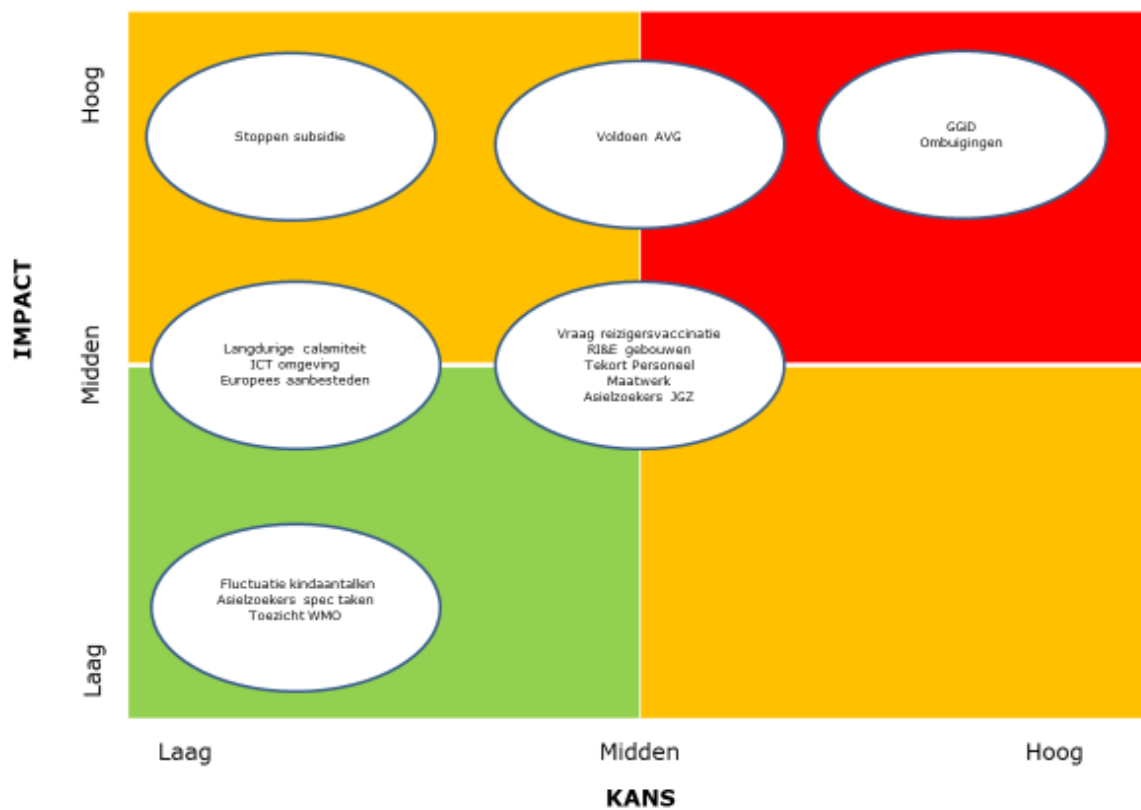 Hoog
Stoppen subsidie
Voldoen AVG
GGiD
Ombuigingen
IMPACT
Midden
Langdurige calamiteit
ICT omgeving
Europees aanbesteden
Vraag reizigersvaccinatie
RI&E gebouwen
Tekort Personeel
Maatwerk
Asielzoekers JGZ
Fluctuatie kindaantallen
Asielzoekers spec taken
Toezicht WMO
Laag
Laag
Midden
Hoog
KANS